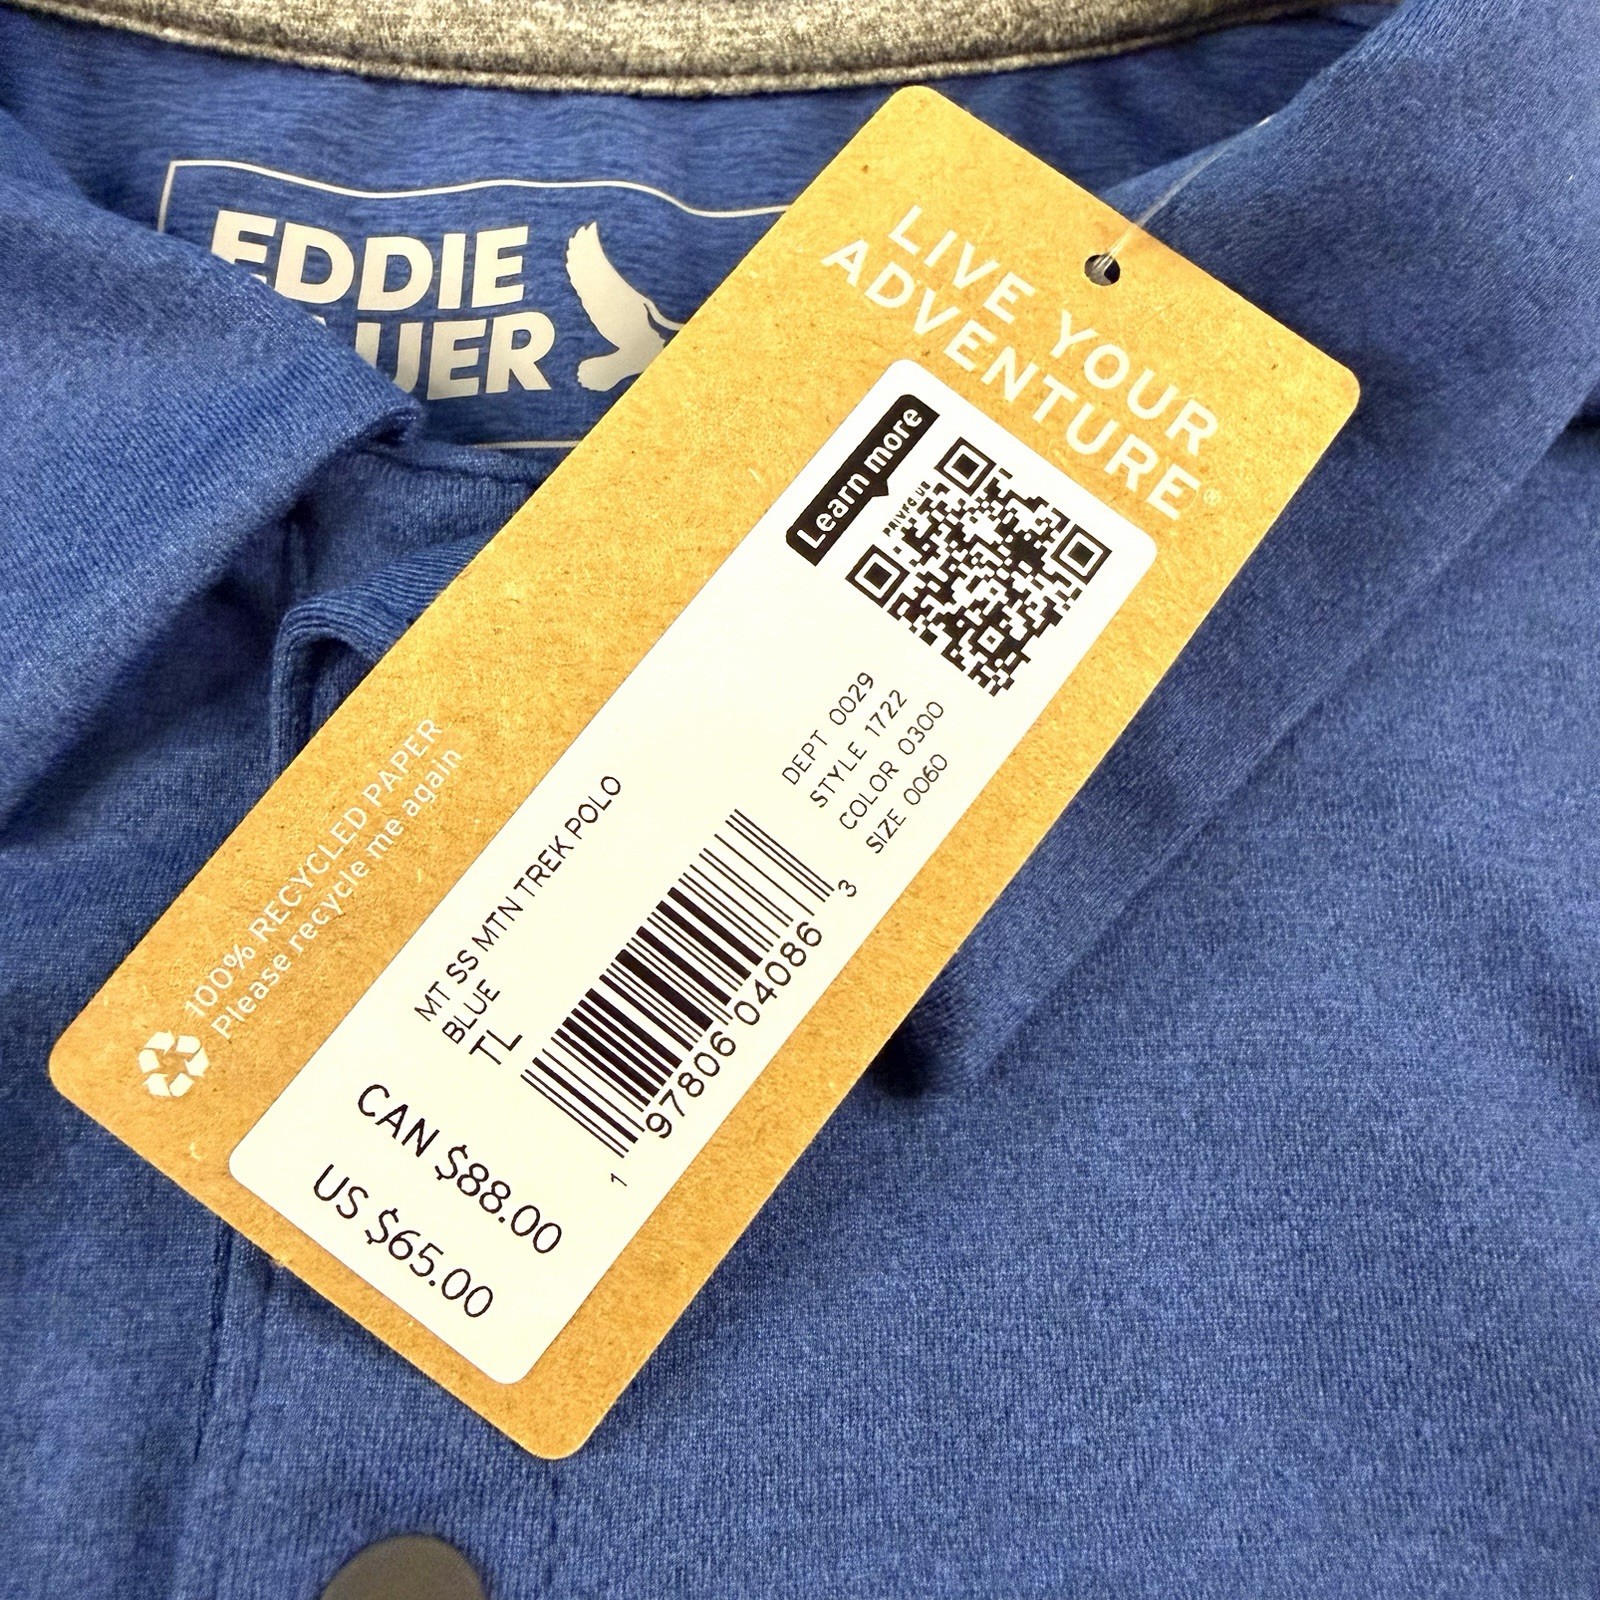 EDDIE
LIVE YOUR
ADVENTURE®
Learn more
DEPT 0029
STYLE 1722
COLOR 0300
SIZE 0060
MT SS MTN TREK POLO
BLUE
TL
1 97806 04086 3
CAN $88.00
US $65.00
100% RECYCLED PAPER
Please recycle me again